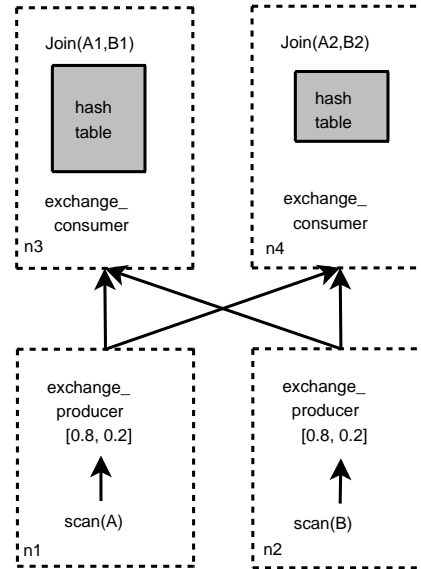 Join(A1,B1)
hash
table
exchange_
consumer
n3
Join(A2,B2)
hash
table
exchange_
consumer
n4
exchange_
producer
[0.8, 0.2]
scan(A)
n1
exchange_
producer
[0.8, 0.2]
scan(B)
n2